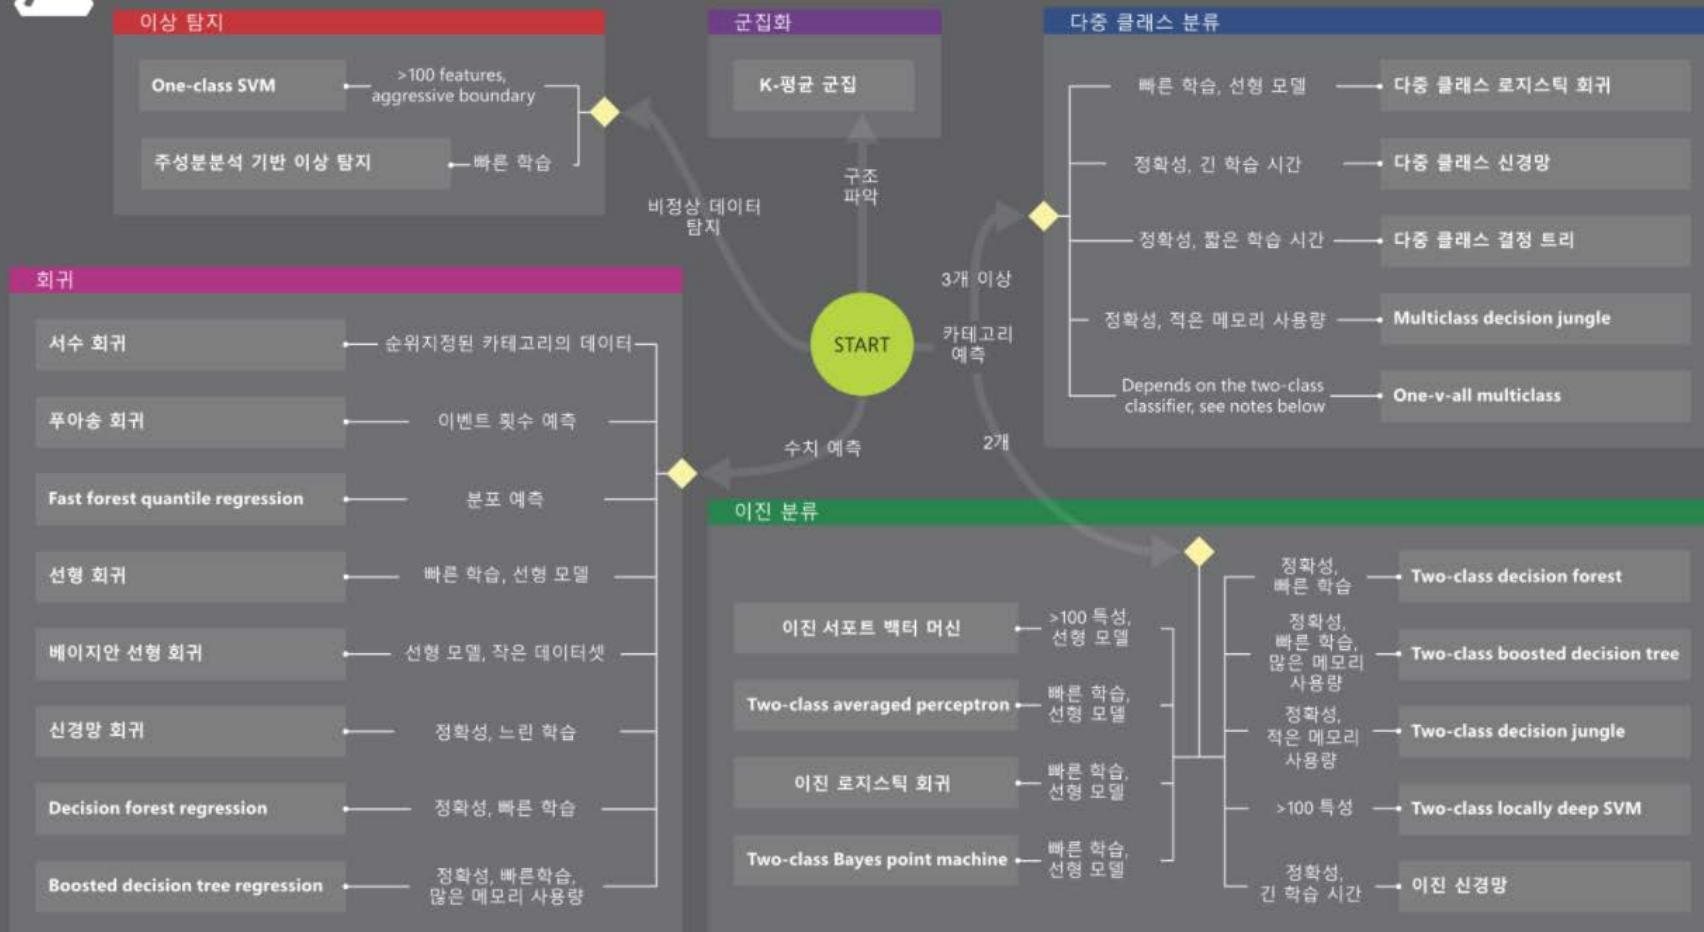 이상 탐지
One-class SVM
>100 features,
aggressive boundary
주성분분석 기반 이상 탐지
빠른 학습
군집화
K-평균 군집
다중 클래스 분류
빠른 학습, 선형 모델
다중 클래스 로지스틱 회귀
정확성, 긴 학습 시간
다중 클래스 신경망
정확성, 짧은 학습 시간
다중 클래스 결정 트리
정확성, 적은 메모리 사용량
Multiclass decision jungle
Depends on the two-class
classifier, see notes below
One-v-all multiclass
비정상 데이터
탐지
구조
파악
3개 이상
START
카테고리
예측
수치 예측
2개
회귀
서수 회귀
순위지정된 카테고리의 데이터
푸아송 회귀
이벤트 횟수 예측
Fast forest quantile regression
분포 예측
선형 회귀
빠른 학습, 선형 모델
베이지안 선형 회귀
선형 모델, 작은 데이터셋
신경망 회귀
정확성, 느린 학습
Decision forest regression
정확성, 빠른 학습
Boosted decision tree regression
정확성, 빠른학습,
많은 메모리 사용량
이진 분류
이진 서포트 백터 머신
>100 특성,
선형 모델
Two-class averaged perceptron
빠른 학습,
선형 모델
이진 로지스틱 회귀
빠른 학습,
선형 모델
Two-class Bayes point machine
빠른 학습,
선형 모델
정확성,
빠른 학습
Two-class decision forest
정확성,
빠른 학습,
많은 메모리
사용량
Two-class boosted decision tree
정확성,
적은 메모리
사용량
Two-class decision jungle
>100 특성
Two-class locally deep SVM
정확성,
긴 학습 시간
이진 신경망